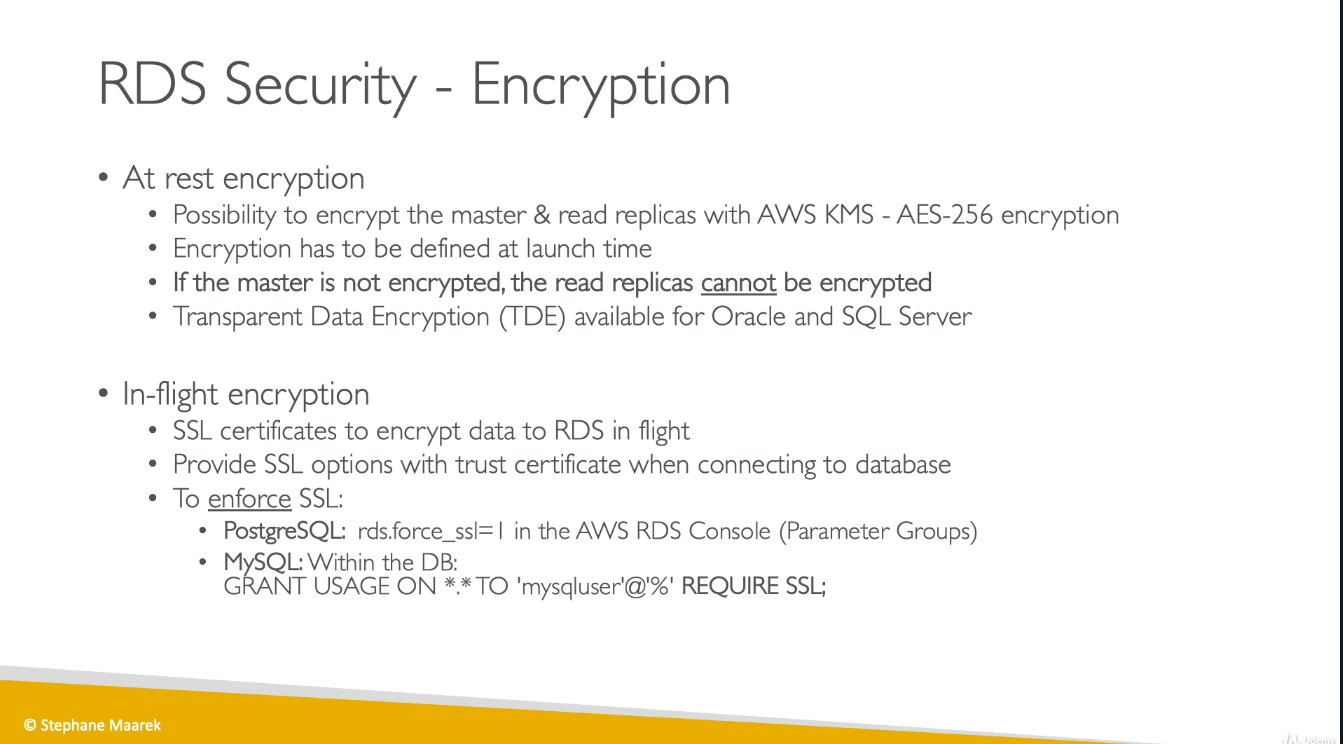 RDS Security - Encryption
• At rest encryption
• Possibility to encrypt the master & read replicas with AWS KMS - AES-256 encryption
• Encryption has to be defined at launch time
• If the master is not encrypted, the read replicas cannot be encrypted
• Transparent Data Encryption (TDE) available for Oracle and SQL Server
• In-flight encryption
• SSL certificates to encrypt data to RDS in flight
• Provide SSL options with trust certificate when connecting to database
• To enforce SSL:
• PostgreSQL: rds.force_ssl=1 in the AWS RDS Console (Parameter Groups)
• MySQL: Within the DB:
GRANT USAGE ON *.* TO 'mysqluser'@'%' REQUIRE SSL;
© Stephane Maarek
Udemy